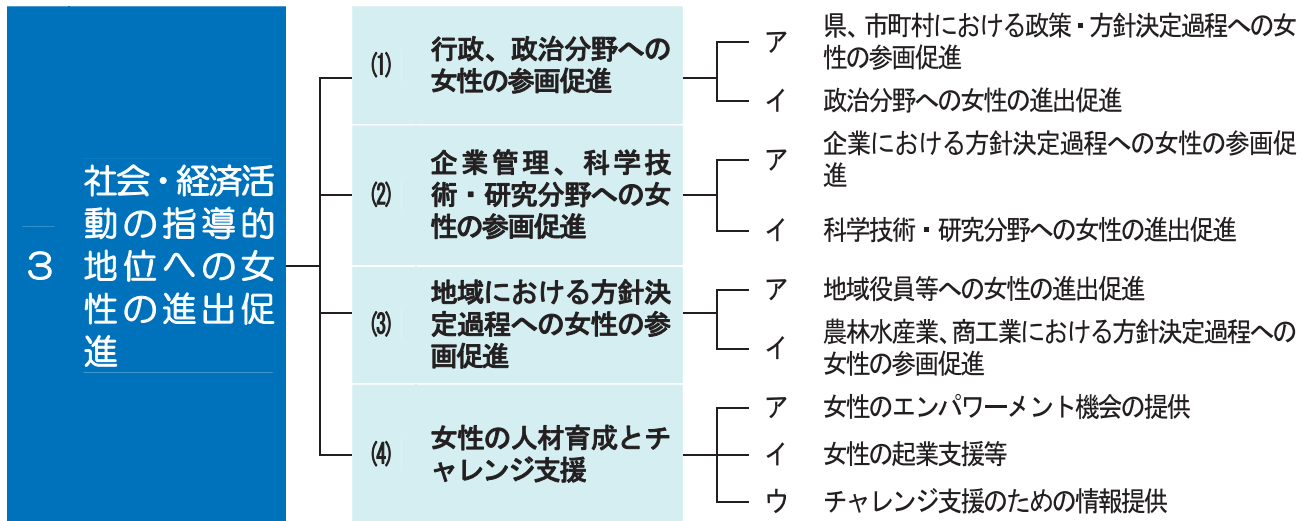 3
社会・経済活
動の指導的
地位への女
性の進出促
進
(1)
行政、政治分野への
女性の参画促進
ア
県、市町村における政策・方針決定過程への女
性の参画促進
イ
政治分野への女性の進出促進
(2)
企業管理、科学技
術・研究分野への女
性の参画促進
ア
企業における方針決定過程への女性の参画促
進
イ
科学技術・研究分野への女性の進出促進
(3)
地域における方針決
定過程への女性の参
画促進
ア
地域役員等への女性の進出促進
イ
農林水産業、商工業における方針決定過程への
女性の参画促進
(4)
女性の人材育成とチ
ャレンジ支援
ア
女性のエンパワーメント機会の提供
イ
女性の起業支援等
ウ
チャレンジ支援のための情報提供